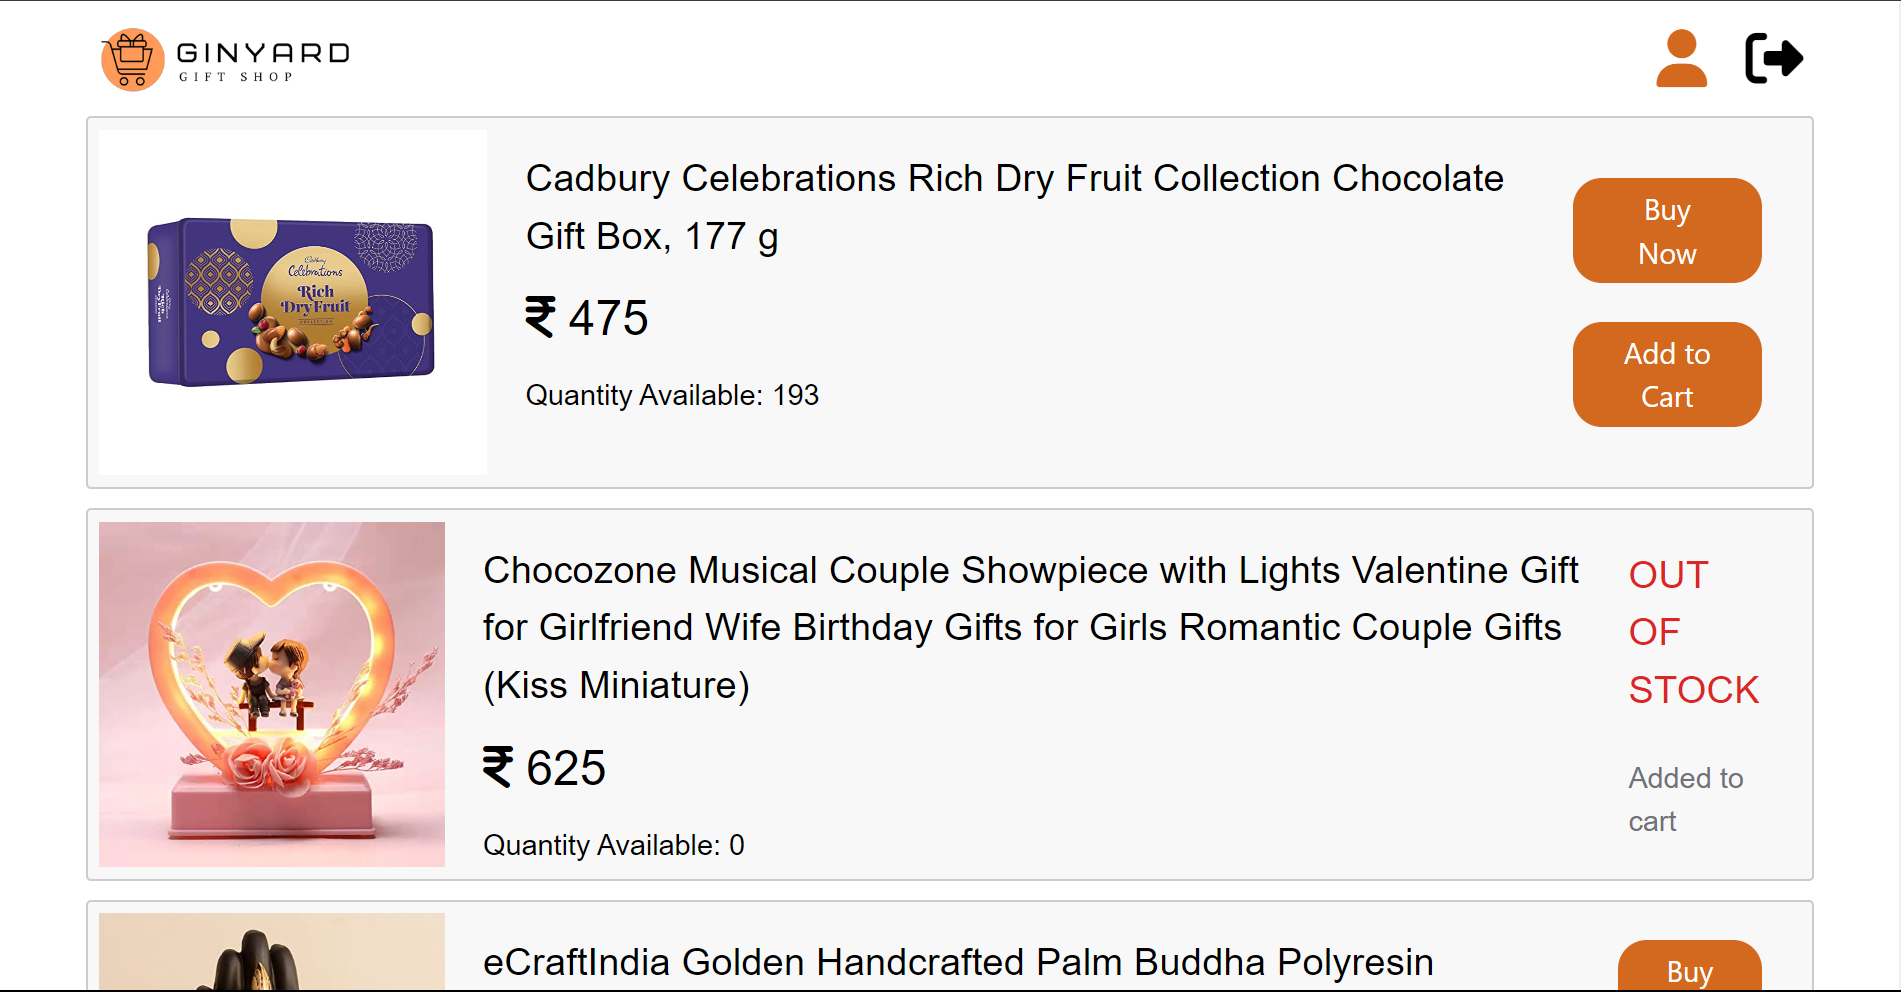 GINYARD
GIFT SHOP
Cadbury Celebrations Rich Dry Fruit Collection Chocolate
Gift Box, 177 g
₹ 475
Quantity Available: 193
Buy
Now
Add to
Cart
Cadbury
Celebrations
Rich
Dry Fruit
COLLECTION
Chocozone Musical Couple Showpiece with Lights Valentine Gift
for Girlfriend Wife Birthday Gifts for Girls Romantic Couple Gifts
(Kiss Miniature)
₹ 625
Quantity Available: 0
OUT
OF
STOCK
Added to
cart
eCraftIndia Golden Handcrafted Palm Buddha Polyresin
Buy